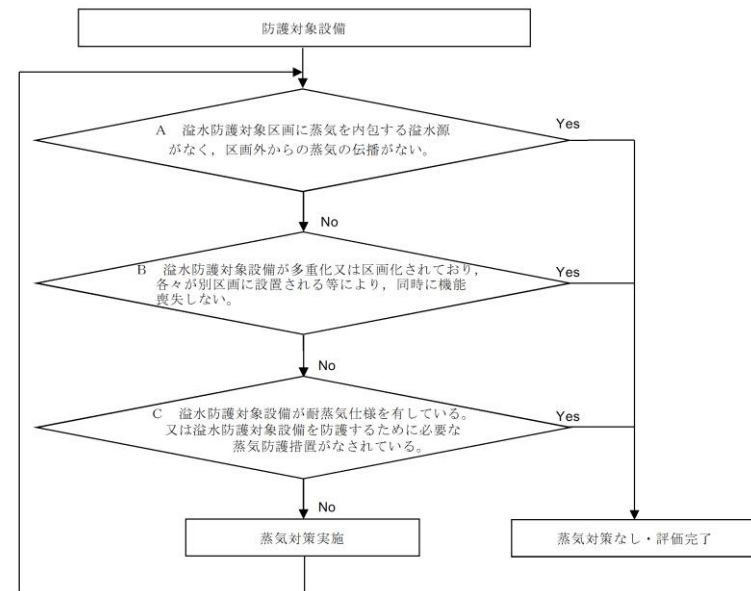 防護対象設備
A 溢水防護対象区画に蒸気を内包する溢水源
がなく，区画外からの蒸気の伝播がない。
Yes
No
B 溢水防護対象設備が多重化又は区画化されており，
各々が別区画に設置される等により，同時に機能
喪失しない。
Yes
No
C 溢水防護対象設備が耐蒸気仕様を有している。
又は溢水防護対象設備を防護するために必要な
蒸気防護措置がなされている。
Yes
No
蒸気対策実施
蒸気対策なし・評価完了